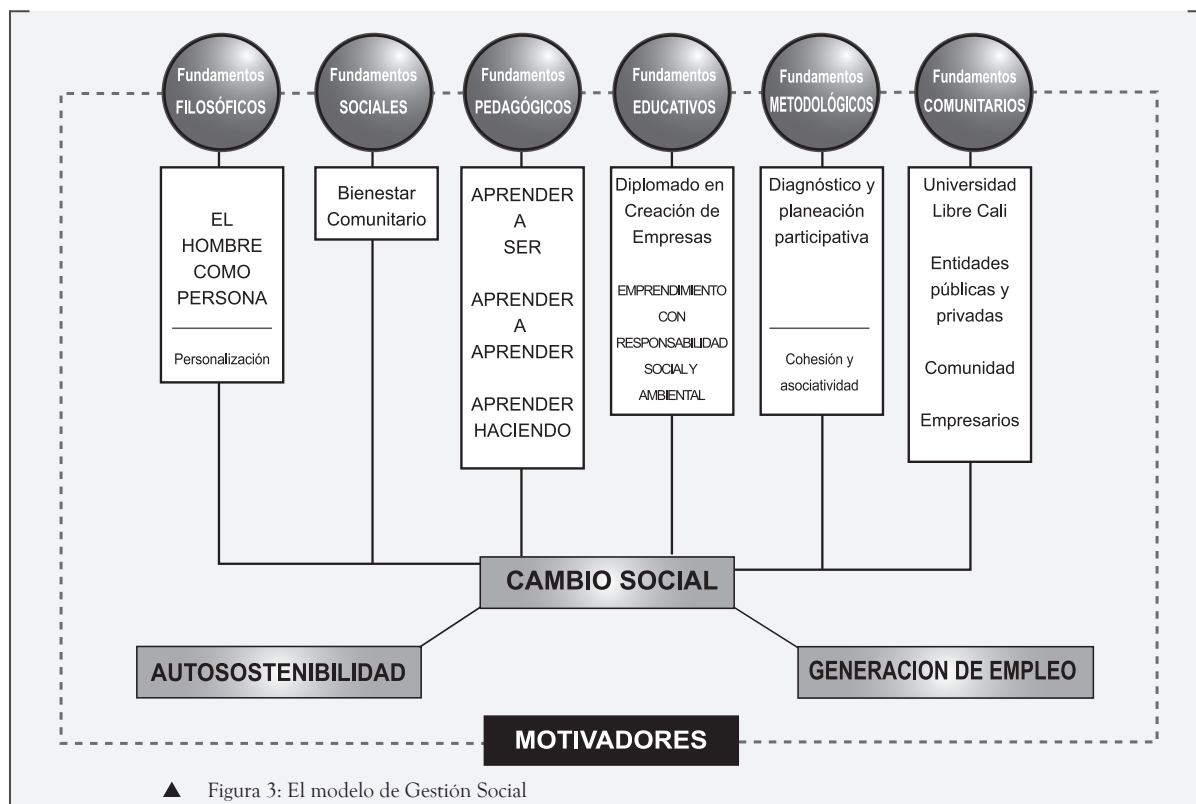 Fundamentos
FILOSÓFICOS
Fundamentos
SOCIALES
Fundamentos
PEDAGÓGICOS
Fundamentos
EDUCATIVOS
Fundamentos
METODOLÓGICOS
Fundamentos
COMUNITARIOS
EL
HOMBRE
COMO
PERSONA
Personalización
Bienestar
Comunitario
APRENDER
A
SER
APRENDER
A
APRENDER
APRENDER
HACIENDO
Diplomado en
Creación de
Empresas
EMPRENDIMIENTO
CON
RESPONSABILIDAD
SOCIAL Y
AMBIENTAL
Diagnóstico y
planeación
participativa
Cohesión y
asociatividad
Universidad
Libre Cali
Entidades
públicas y
privadas
Comunidad
Empresarios
CAMBIO SOCIAL
AUTOSOSTENIBILIDAD
GENERACION DE EMPLEO
MOTIVADORES
▲ Figura 3: El modelo de Gestión Social